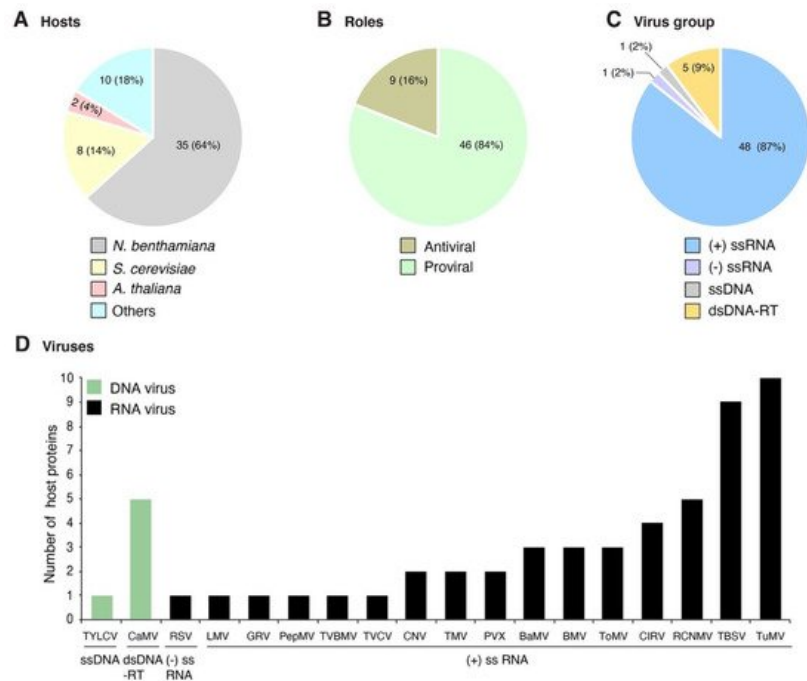 A Hosts
10 (18%)
2 (4%)
8 (14%)
35 (64%)
N. benthamiana
S. cerevisiae
A. thaliana
Others
B Roles
9 (16%)
46 (84%)
Antiviral
Proviral
C Virus group
1 (2%)
1 (2%)
5 (9%)
48 (87%)
(+) ssRNA
(-) ssRNA
ssDNA
dsDNA-RT
D Viruses
DNA virus
RNA virus
Number of host proteins
10
9
8
7
6
5
4
3
2
1
0
TYLCV CaMV RSV LMV GRV PepMV TVBMV TVCV CNV TMV PVX BaMV BMV ToMV CIRV RCNMV TBSV TuMV
ssDNA dsDNA (-) ss (+) ss RNA
-RT RNA